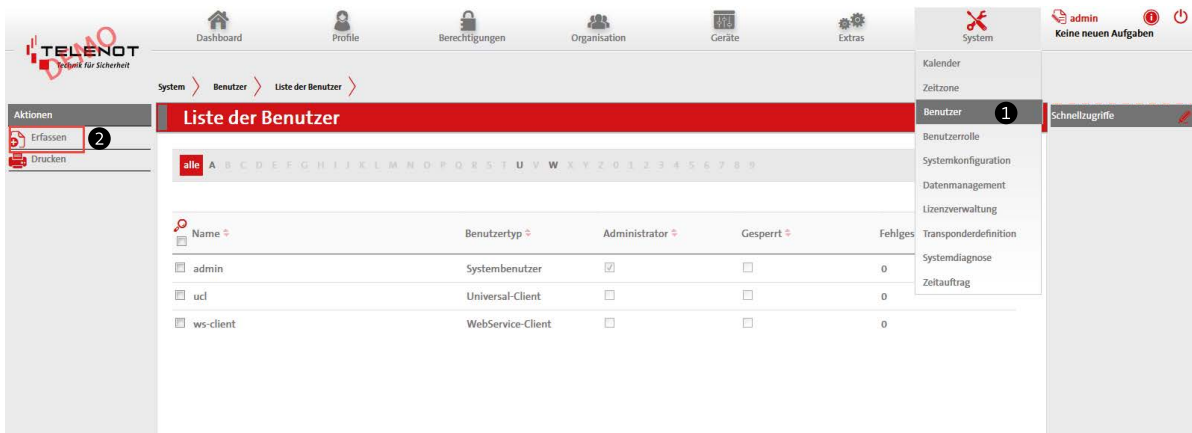 TELENOT
Technik für Sicherheit
DEMO
Dashboard
Profile
Berechtigungen
Organisation
Geräte
Extras
System
admin
Keine neuen Aufgaben
System
Benutzer
Liste der Benutzer
Kalender
Zeitzone
Benutzer 1
Benutzerrolle
Systemkonfiguration
Datenmanagement
Lizenzverwaltung
Transponderdefinition
Systemdiagnose
Zeitauftrag
Aktionen
Erfassen 2
Drucken
Liste der Benutzer
Schnellzugriffe
alle A B C D E F G H I J K L M N O P Q R S T U V W X Y Z 0 1 2 3 4 5 6 7 8 9
Name Benutzertyp Administrator Gesperrt Fehlges
admin Systembenutzer 0
ucl Universal-Client 0
ws-client WebService-Client 0